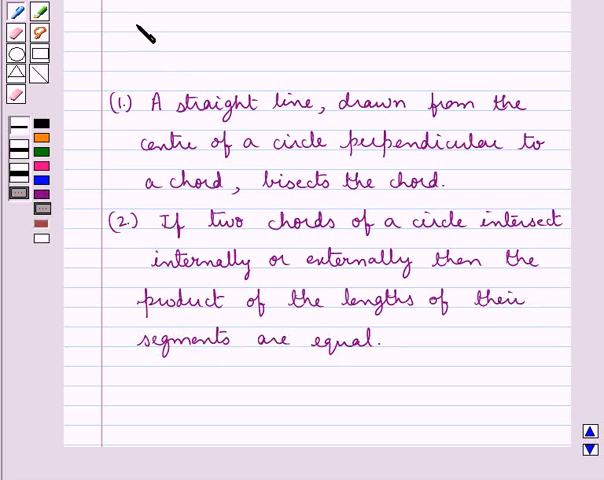 (1.) A straight line, drawn from the
centre of a circle perpendicular to
a chord, bisects the chord.
(2.) If two chords of a circle intersect
internally or externally then the
product of the lengths of their
segments are equal.